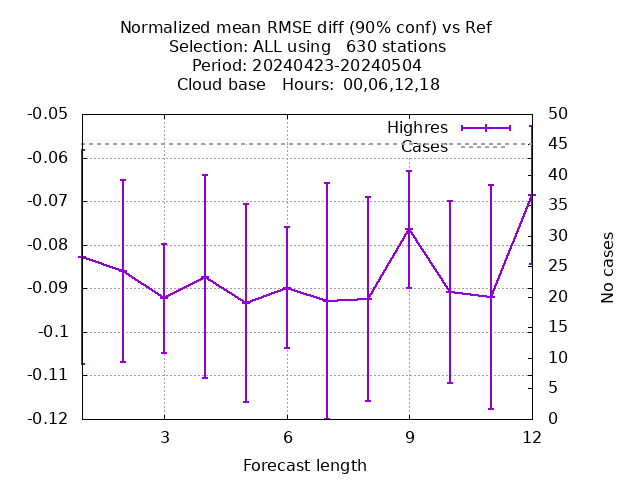 Normalized mean RMSE diff (90% conf) vs Ref
Selection: ALL using   630 stations
Period: 20240423-20240504
Cloud base   Hours:  00,06,12,18
-0.05
-0.06
-0.07
-0.08
-0.09
-0.1
-0.11
-0.12
Highres
Cases
50
45
40
35
30
25
20
15
10
5
0
No cases
3
6
9
12
Forecast length